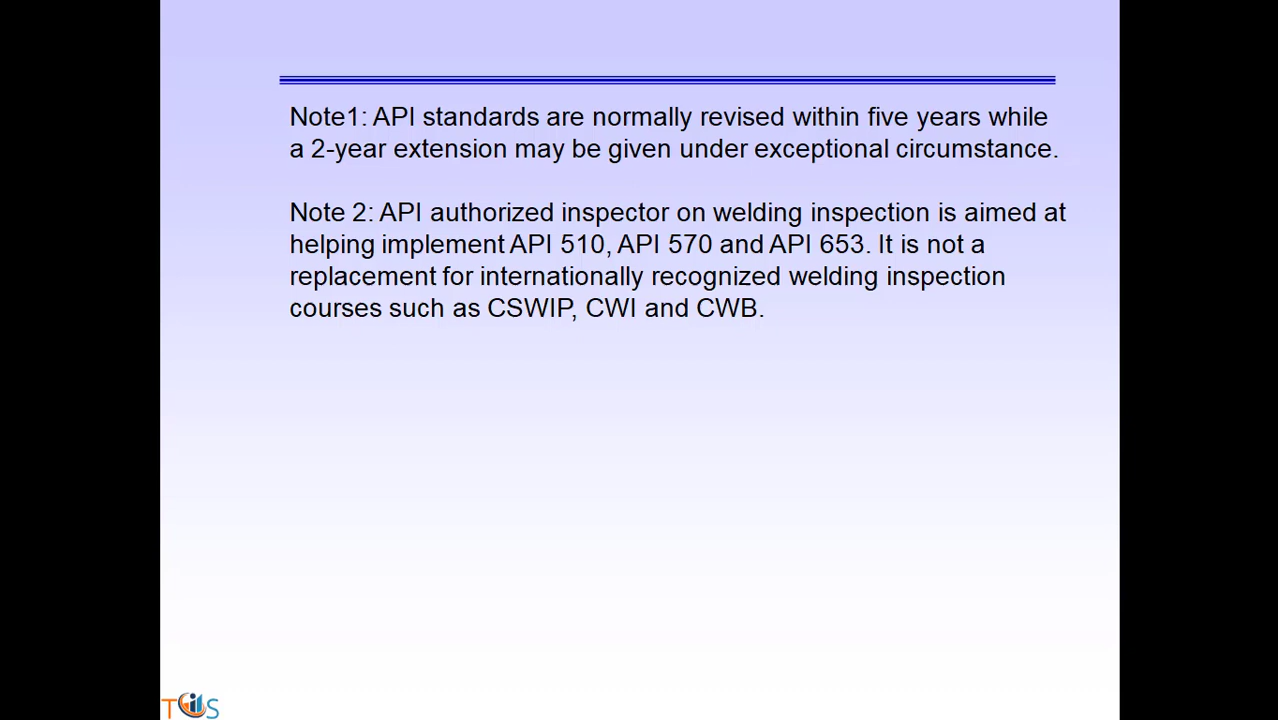 Note1: API standards are normally revised within five years while
a 2-year extension may be given under exceptional circumstance.
Note 2: API authorized inspector on welding inspection is aimed at
helping implement API 510, API 570 and API 653. It is not a
replacement for internationally recognized welding inspection
courses such as CSWIP, CWI and CWB.